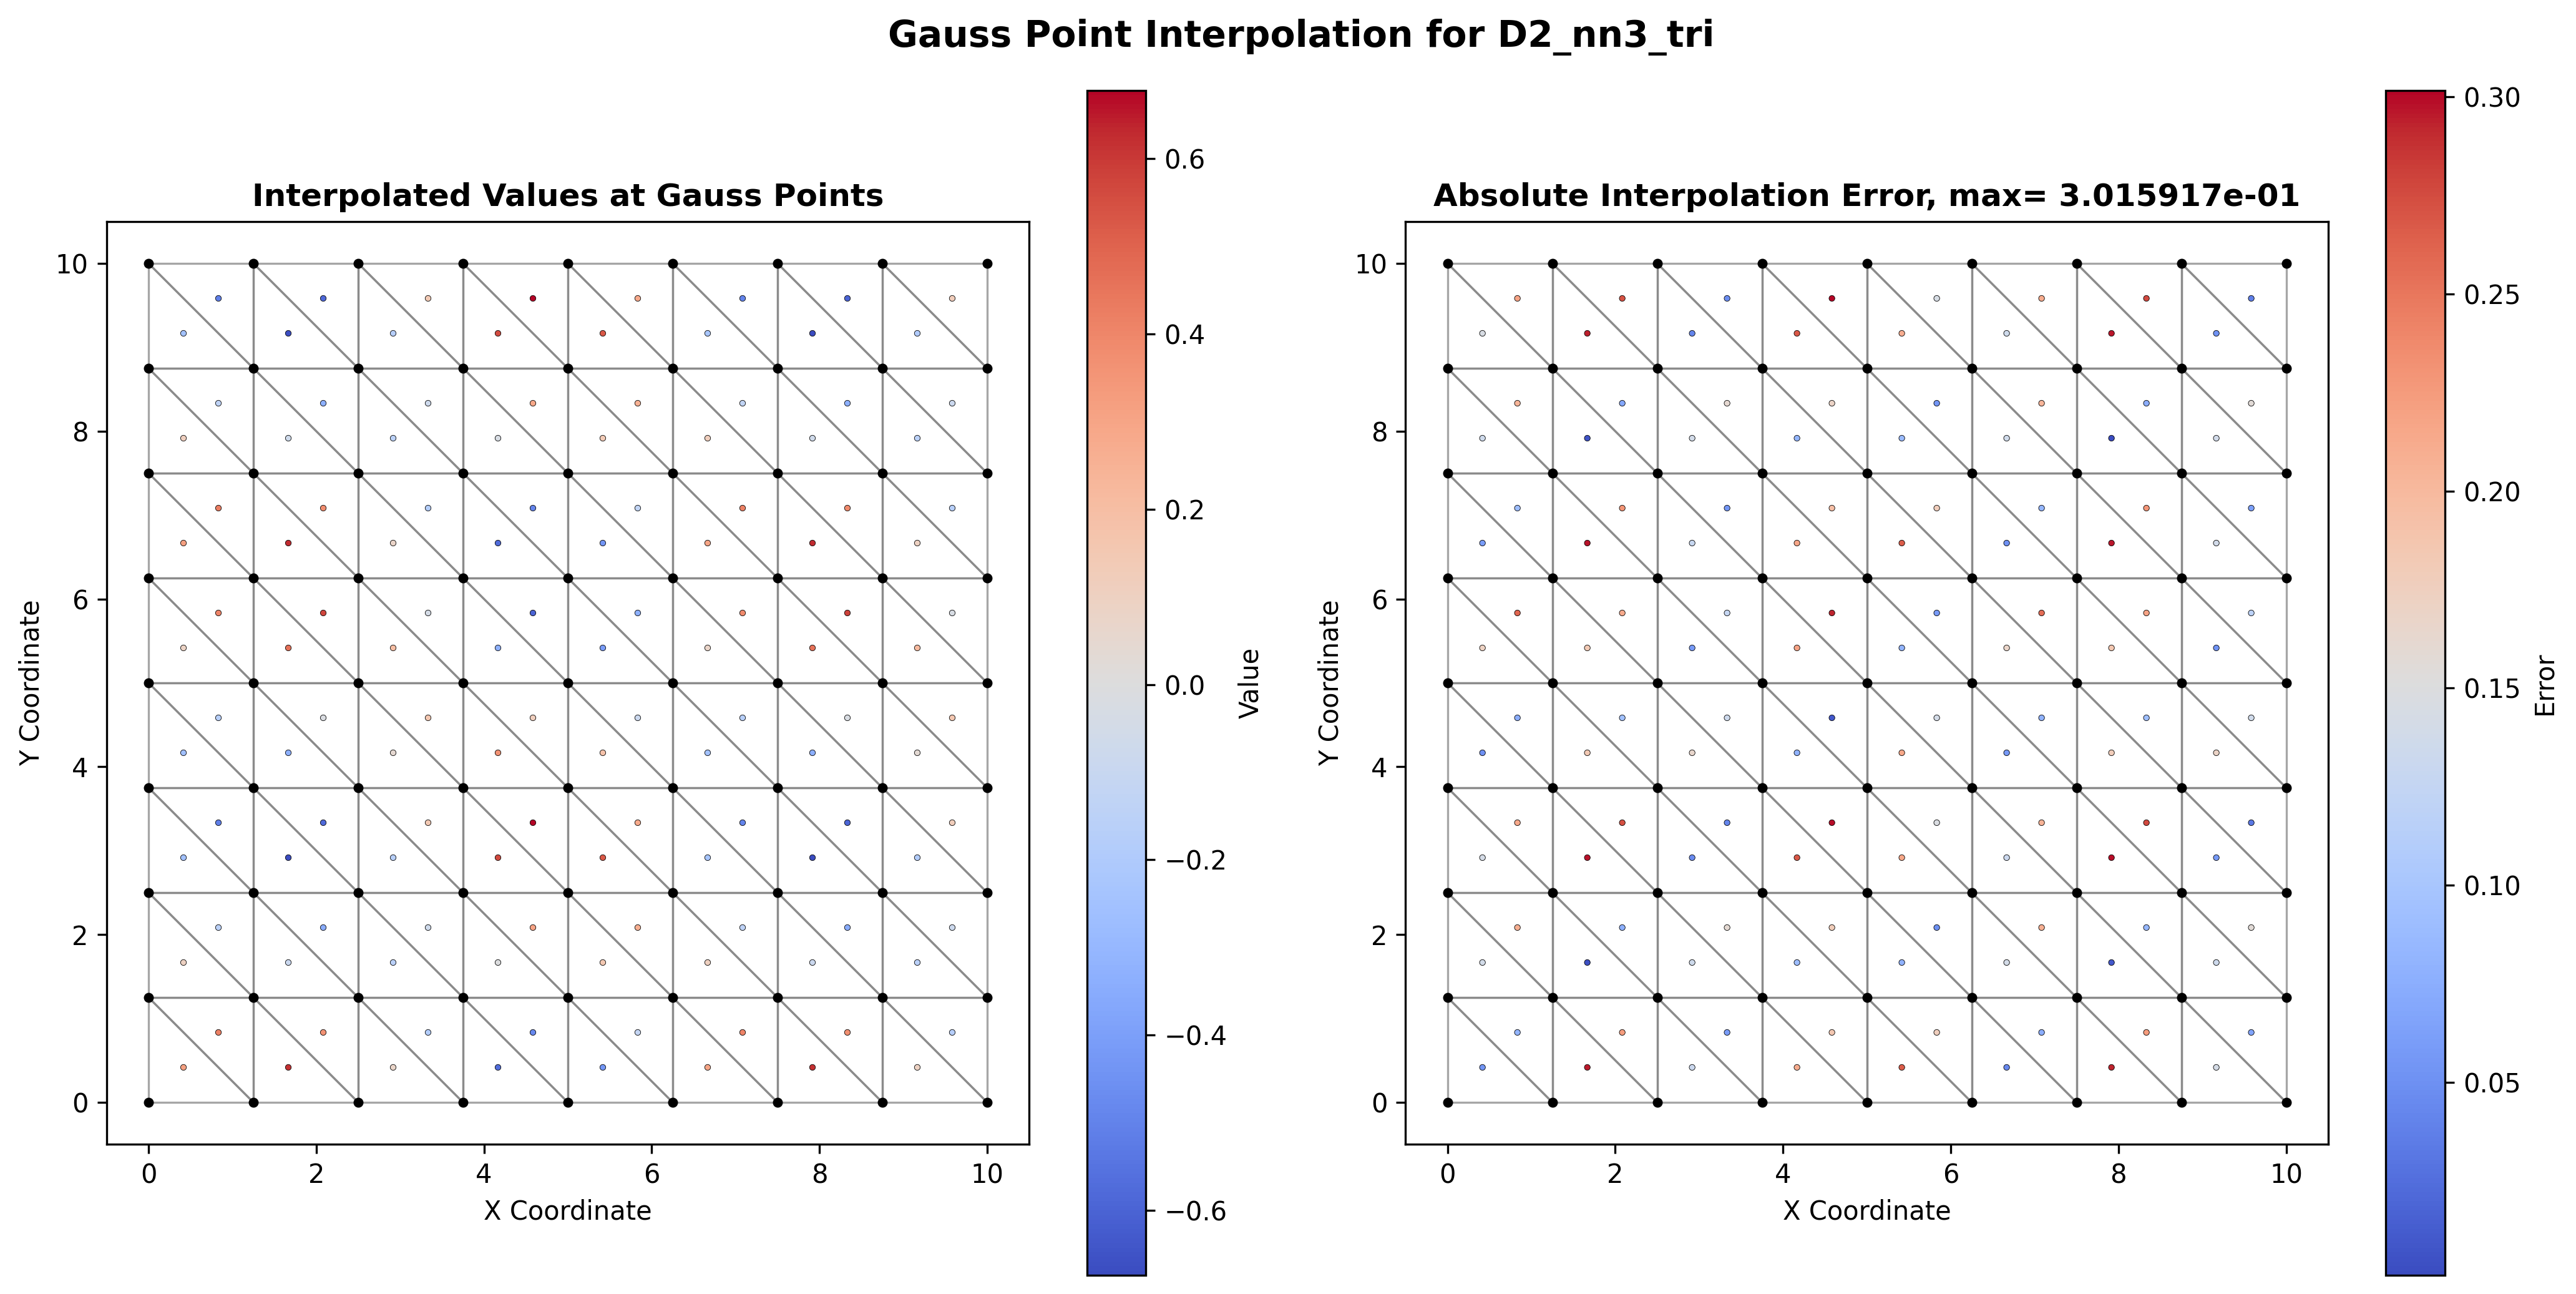 Gauss Point Interpolation for D2_nn3_tri
Interpolated Values at Gauss Points
10
8
6
4
2
0
0 2 4 6 8 10
Y Coordinate
X Coordinate
0.6
0.4
0.2
0.0
−0.2
−0.4
−0.6
Value
Absolute Interpolation Error, max= 3.015917e-01
10
8
6
4
2
0
0 2 4 6 8 10
Y Coordinate
X Coordinate
0.30
0.25
0.20
0.15
0.10
0.05
Error